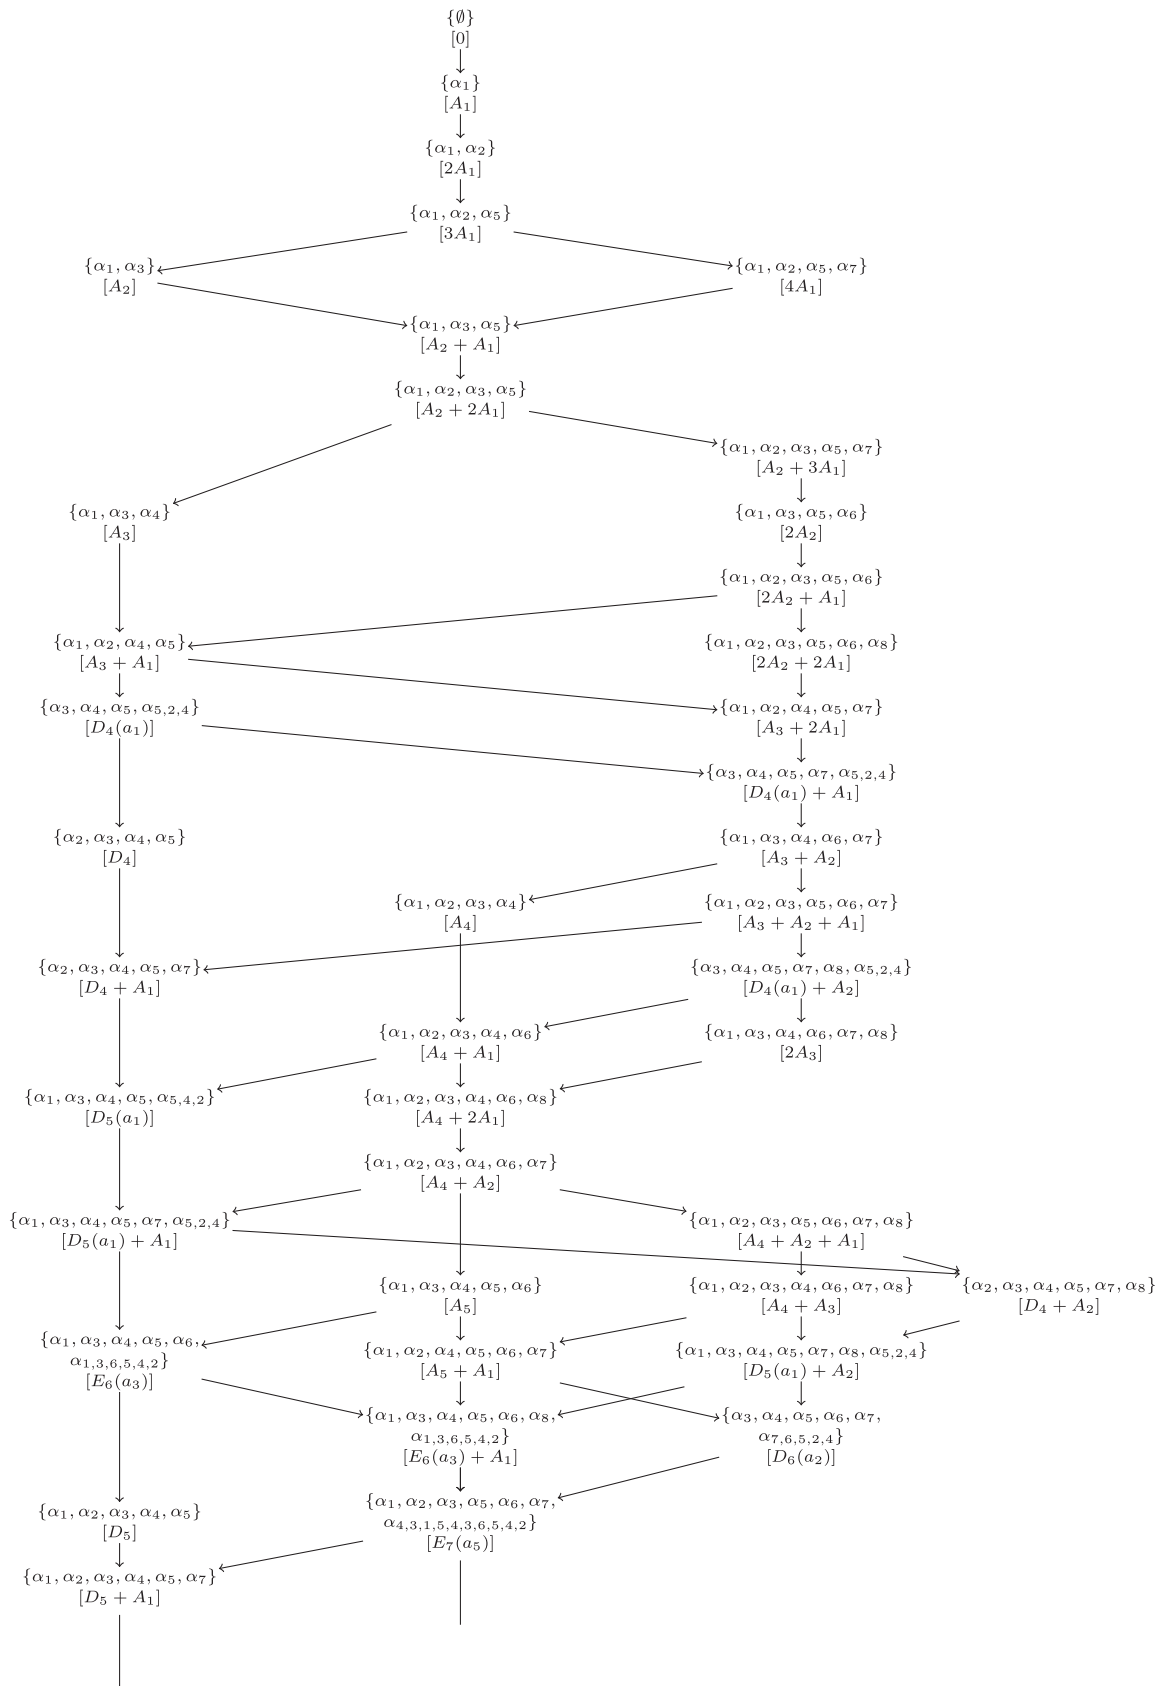 {∅}
[0]
{α₁}
[A₁]
{α₁, α₂}
[2A₁]
{α₁, α₂, α₅}
[3A₁]
{α₁, α₃}
[A₂]
{α₁, α₂, α₅, α₇}
[4A₁]
{α₁, α₃, α₅}
[A₂ + A₁]
{α₁, α₂, α₃, α₅}
[A₂ + 2A₁]
{α₁, α₂, α₃, α₅, α₇}
[A₂ + 3A₁]
{α₁, α₃, α₄}
[A₃]
{α₁, α₃, α₅, α₆}
[2A₂]
{α₁, α₂, α₃, α₅, α₆}
[2A₂ + A₁]
{α₁, α₂, α₄, α₅}
[A₃ + A₁]
{α₁, α₂, α₃, α₅, α₆, α₈}
[2A₂ + 2A₁]
{α₃, α₄, α₅, α₅,₂,₄}
[D₄(a₁)]
{α₁, α₂, α₄, α₅, α₇}
[A₃ + 2A₁]
{α₃, α₄, α₅, α₇, α₅,₂,₄}
[D₄(a₁) + A₁]
{α₂, α₃, α₄, α₅}
[D₄]
{α₁, α₃, α₄, α₆, α₇}
[A₃ + A₂]
{α₁, α₂, α₃, α₄}
[A₄]
{α₁, α₂, α₃, α₅, α₆, α₇}
[A₃ + A₂ + A₁]
{α₂, α₃, α₄, α₅, α₇}
[D₄ + A₁]
{α₃, α₄, α₅, α₇, α₈, α₅,₂,₄}
[D₄(a₁) + A₂]
{α₁, α₂, α₃, α₄, α₆}
[A₄ + A₁]
{α₁, α₃, α₄, α₆, α₇, α₈}
[2A₃]
{α₁, α₃, α₄, α₅, α₅,₄,₂}
[D₅(a₁)]
{α₁, α₂, α₃, α₄, α₆, α₈}
[A₄ + 2A₁]
{α₁, α₂, α₃, α₄, α₆, α₇}
[A₄ + A₂]
{α₁, α₃, α₄, α₅, α₇, α₅,₂,₄}
[D₅(a₁) + A₁]
{α₁, α₂, α₃, α₅, α₆, α₇, α₈}
[A₄ + A₂ + A₁]
{α₁, α₃, α₄, α₅, α₆}
[A₅]
{α₁, α₂, α₃, α₄, α₆, α₇, α₈}
[A₄ + A₃]
{α₂, α₃, α₄, α₅, α₇, α₈}
[D₄ + A₂]
{α₁, α₃, α₄, α₅, α₆,
α₁,₃,₆,₅,₄,₂}
[E₆(a₃)]
{α₁, α₂, α₄, α₅, α₆, α₇}
[A₅ + A₁]
{α₁, α₃, α₄, α₅, α₇, α₈, α₅,₂,₄}
[D₅(a₁) + A₂]
{α₁, α₃, α₄, α₅, α₆, α₈,
α₁,₃,₆,₅,₄,₂}
[E₆(a₃) + A₁]
{α₃, α₄, α₅, α₆, α₇,
α₇,₆,₅,₂,₄}
[D₆(a₂)]
{α₁, α₂, α₃, α₄, α₅}
[D₅]
{α₁, α₂, α₃, α₅, α₆, α₇,
α₄,₃,₁,₅,₄,₃,₆,₅,₄,₂}
[E₇(a₅)]
{α₁, α₂, α₃, α₄, α₅, α₇}
[D₅ + A₁]